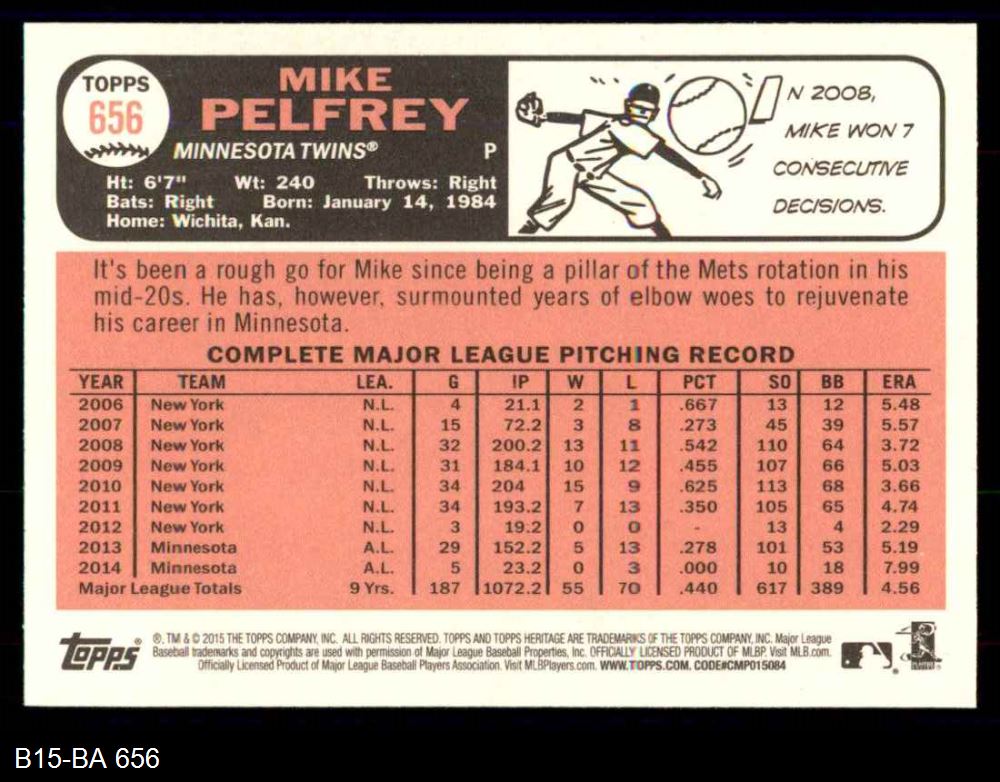 TOPPS
656
MIKE
PELFREY
MINNESOTA TWINS® P
Ht: 6'7" Wt: 240 Throws: Right
Bats: Right Born: January 14, 1984
Home: Wichita, Kan.
IN 2008,
MIKE WON 7
CONSECUTIVE
DECISIONS.
It's been a rough go for Mike since being a pillar of the Mets rotation in his
mid-20s. He has, however, surmounted years of elbow woes to rejuvenate
his career in Minnesota.
COMPLETE MAJOR LEAGUE PITCHING RECORD
YEAR TEAM LEA. G IP W L PCT SO BB ERA
2006 New York N.L. 4 21.1 2 1 .667 13 12 5.48
2007 New York N.L. 15 72.2 3 8 .273 45 39 5.57
2008 New York N.L. 32 200.2 13 11 .542 110 64 3.72
2009 New York N.L. 31 184.1 10 12 .455 107 66 5.03
2010 New York N.L. 34 204 15 9 .625 113 68 3.66
2011 New York N.L. 34 193.2 7 13 .350 105 65 4.74
2012 New York N.L. 3 19.2 0 0 - 13 4 2.29
2013 Minnesota A.L. 29 152.2 5 13 .278 101 53 5.19
2014 Minnesota A.L. 5 23.2 0 3 .000 10 18 7.99
Major League Totals 9 Yrs. 187 1072.2 55 70 .440 617 389 4.56
Topps ®, TM & © 2015 THE TOPPS COMPANY, INC. ALL RIGHTS RESERVED. TOPPS AND TOPPS HERITAGE ARE TRADEMARKS OF THE TOPPS COMPANY, INC. Major League
Baseball trademarks and copyrights are used with permission of Major League Baseball Properties, Inc. OFFICIALLY LICENSED PRODUCT OF MLBP. Visit MLB.com.
Officially Licensed Product of Major League Baseball Players Association. Visit MLBPlayers.com. WWW.TOPPS.COM. CODE#CMP015084
B15-BA 656